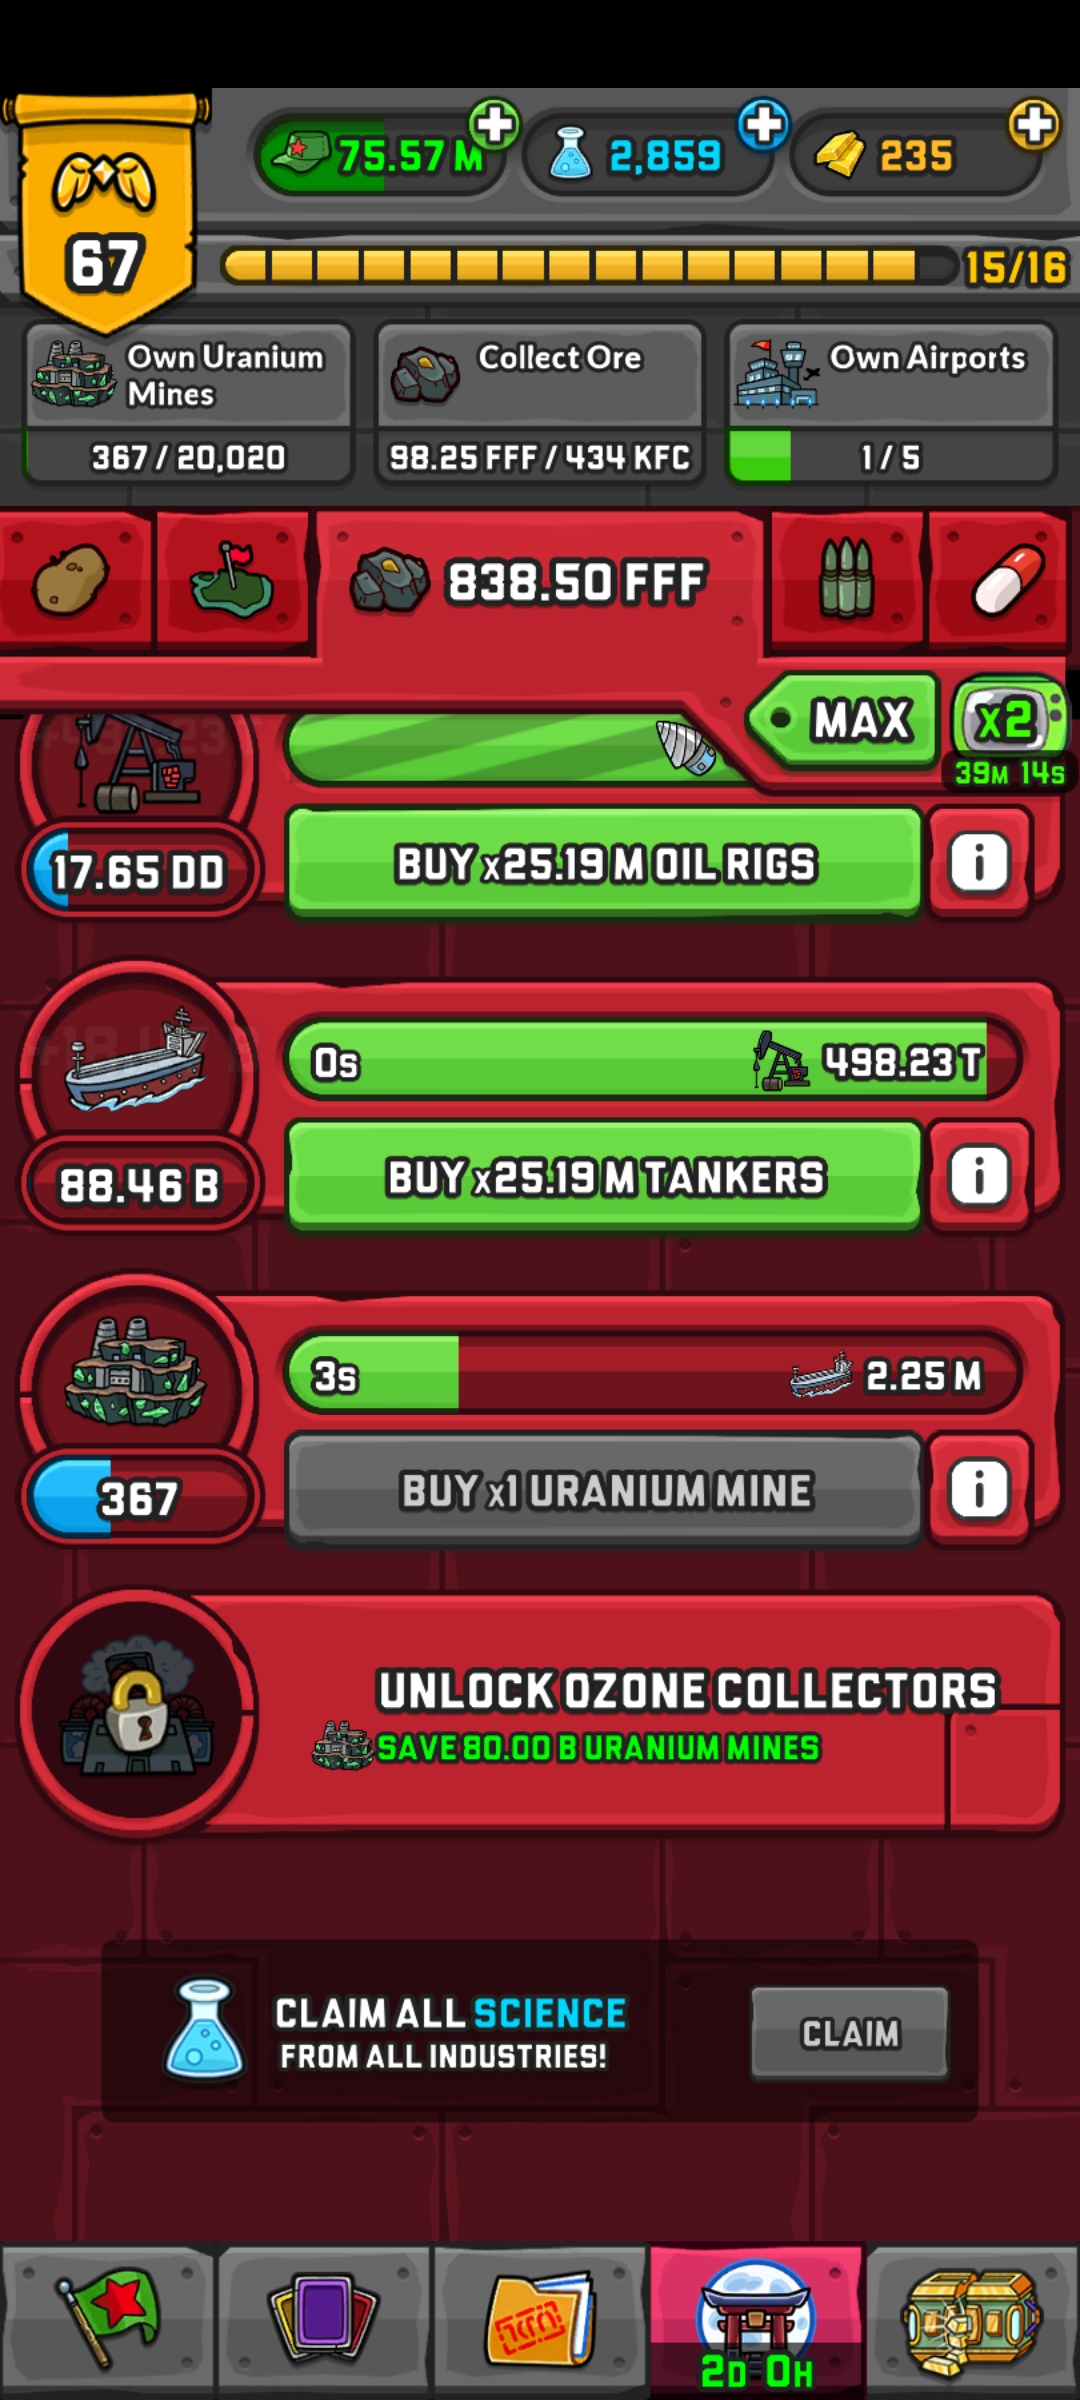 75.57 M
2,859
235
67
15/16
Own Uranium
Mines
367 / 20,020
Collect Ore
98.25 FFF / 434 KFC
Own Airports
1 / 5
838.50 FFF
MAX
x2
39M 14S
17.65 DD
BUY x25.19 M OIL RIGS
i
0s
498.23 T
88.46 B
BUY x25.19 M TANKERS
i
3s
2.25 M
367
BUY x1 URANIUM MINE
i
UNLOCK OZONE COLLECTORS
SAVE 80.00 B URANIUM MINES
CLAIM ALL SCIENCE
FROM ALL INDUSTRIES!
CLAIM
2D 0H